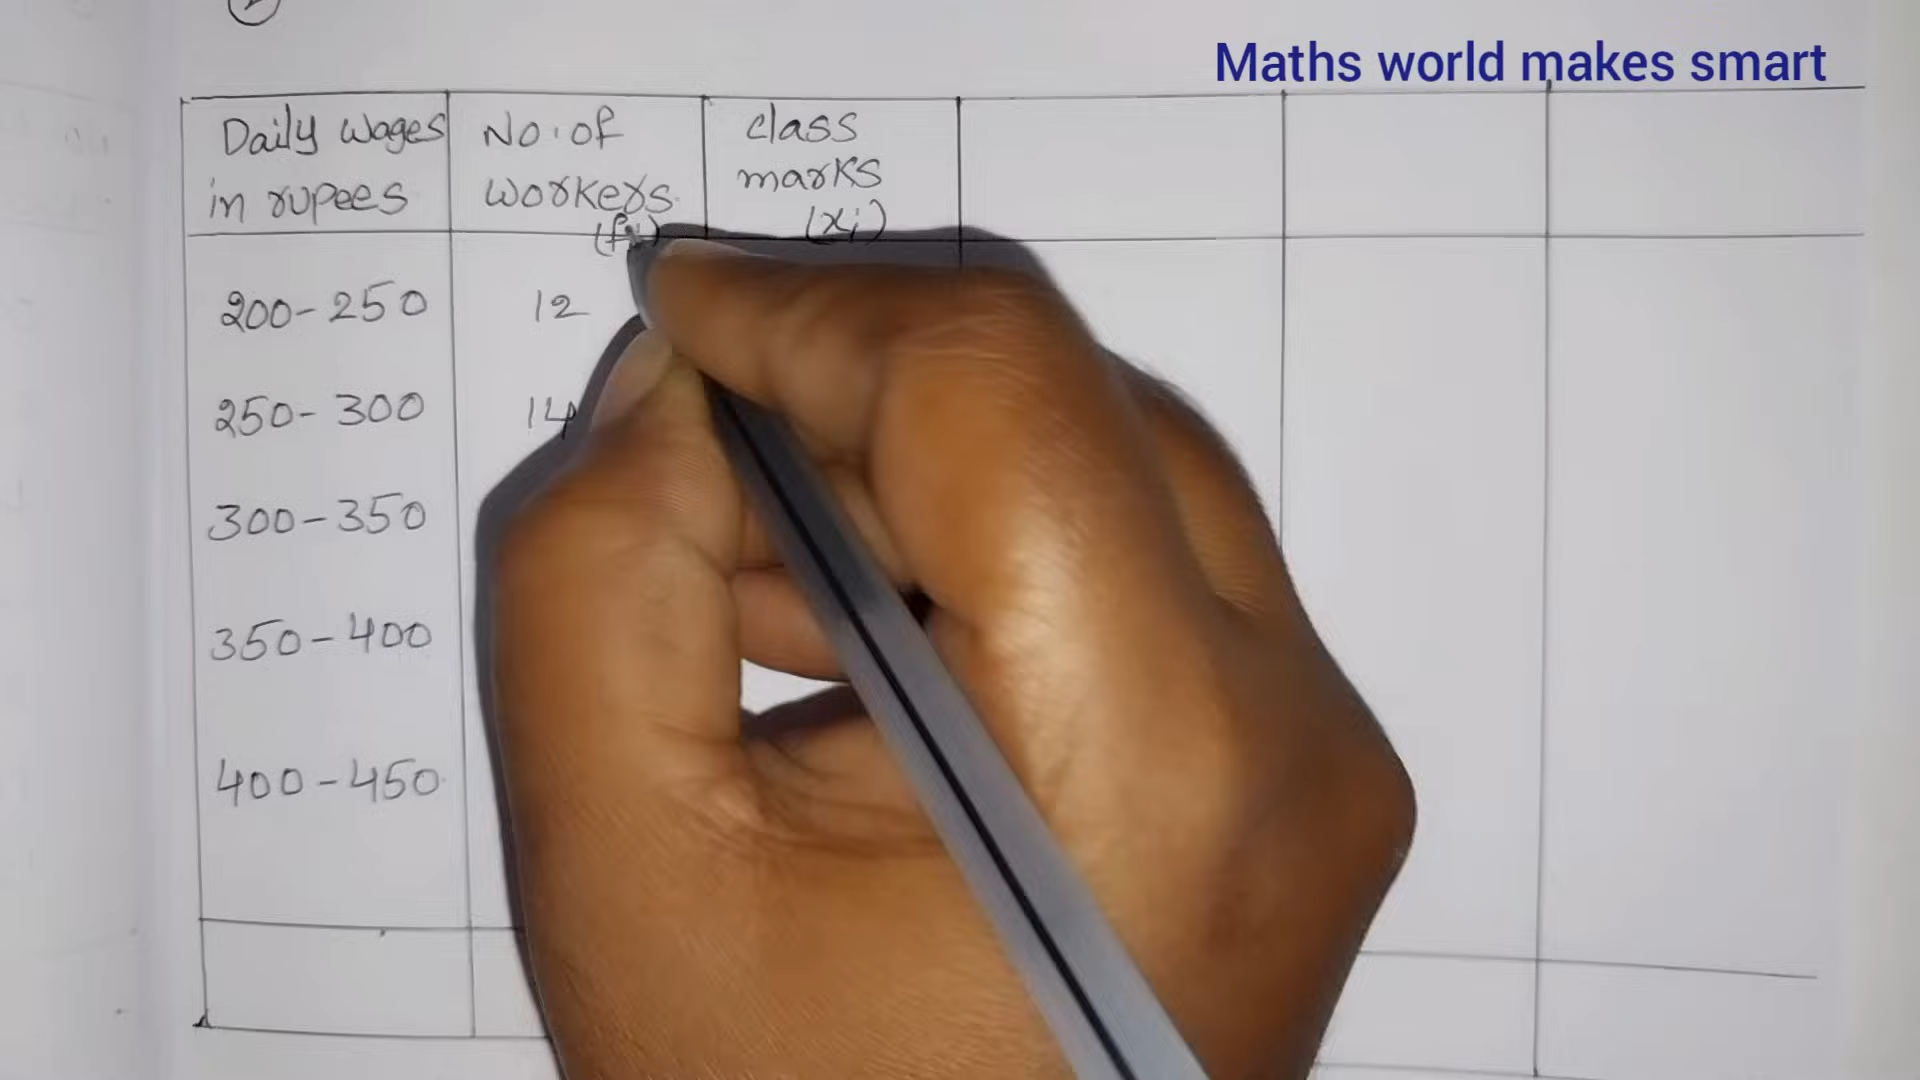 Maths world makes smart
Daily wages
in rupees
No. of
workers
(fi)
class
marks
(xi)
200-250
12
250-300
14
300-350
350-400
400-450